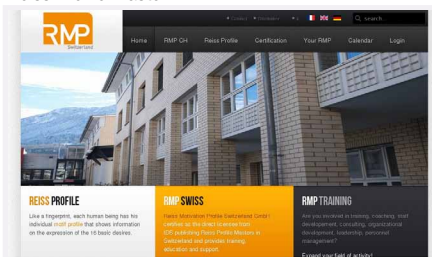 RMP
Switzerland
Contact
search...
Home RMP CH Reiss Profile Certification Your RMP Calendar Login
REISS PROFILE
Like a fingerprint, each human being has his
individual motif profile that shows information
on the expression of the 16 basic desires.
RMP SWISS
Reiss Motivation Profile Switzerland GmbH
certifies as the direct licensee from
IDS publishing Reiss Profile Masters in
Switzerland and provides training,
education and support.
RMP TRAINING
Are you involved in training, coaching, staff
development, consulting, organizational
development, leadership, personnel
management?
Expand your field of activity!